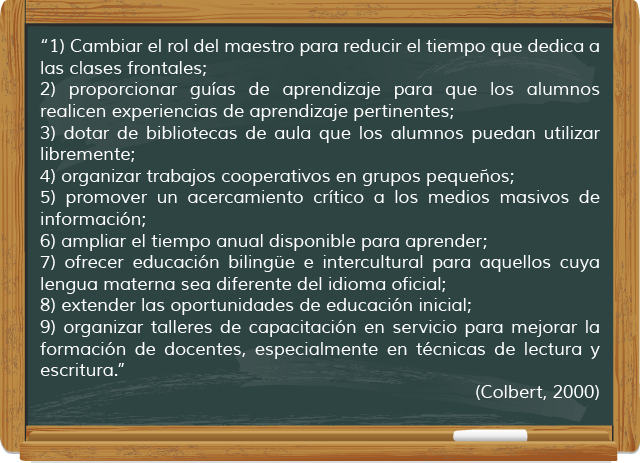 “1) Cambiar el rol del maestro para reducir el tiempo que dedica a
las clases frontales;
2) proporcionar guías de aprendizaje para que los alumnos
realicen experiencias de aprendizaje pertinentes;
3) dotar de bibliotecas de aula que los alumnos puedan utilizar
libremente;
4) organizar trabajos cooperativos en grupos pequeños;
5) promover un acercamiento crítico a los medios masivos de
información;
6) ampliar el tiempo anual disponible para aprender;
7) ofrecer educación bilingüe e intercultural para aquellos cuya
lengua materna sea diferente del idioma oficial;
8) extender las oportunidades de educación inicial;
9) organizar talleres de capacitación en servicio para mejorar la
formación de docentes, especialmente en técnicas de lectura y
escritura.”
(Colbert, 2000)